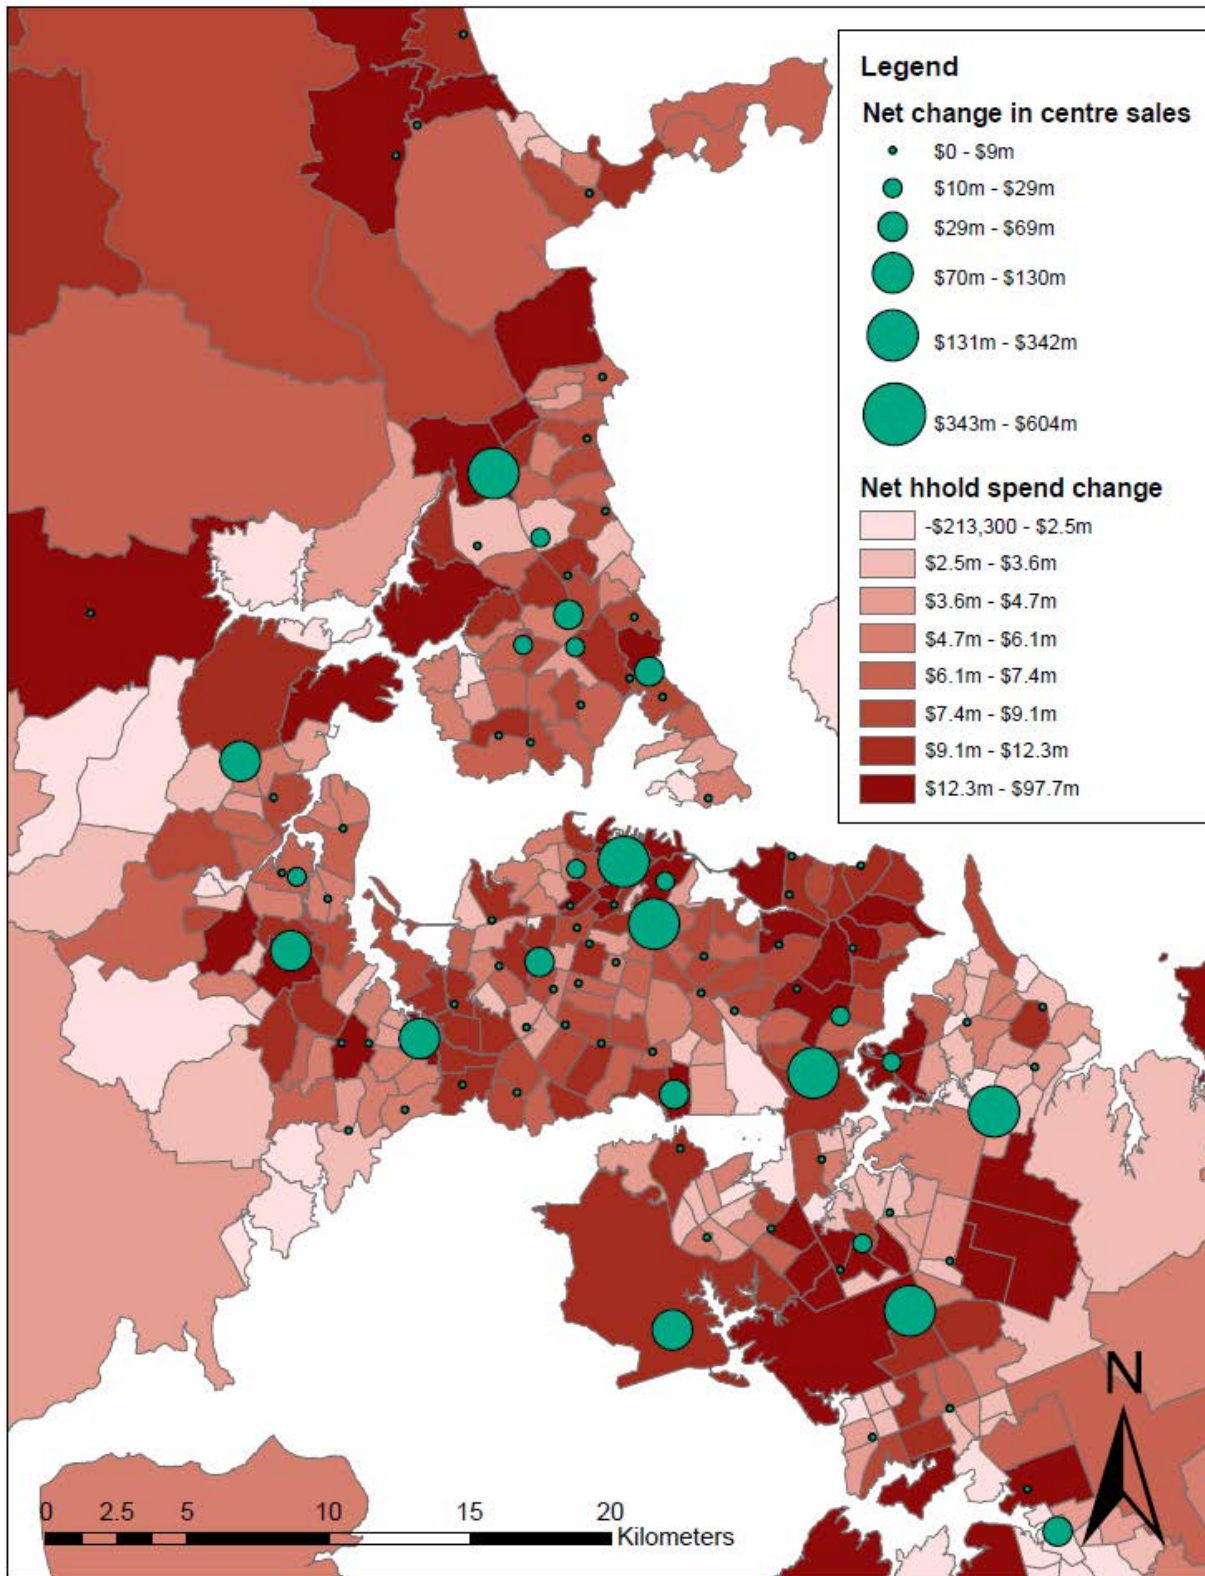 Legend
Net change in centre sales
$0 - $9m
$10m - $29m
$29m - $69m
$70m - $130m
$131m - $342m
$343m - $604m
Net hhold spend change
-$213,300 - $2.5m
$2.5m - $3.6m
$3.6m - $4.7m
$4.7m - $6.1m
$6.1m - $7.4m
$7.4m - $9.1m
$9.1m - $12.3m
$12.3m - $97.7m
N
0 2.5 5 10 15 20
Kilometers